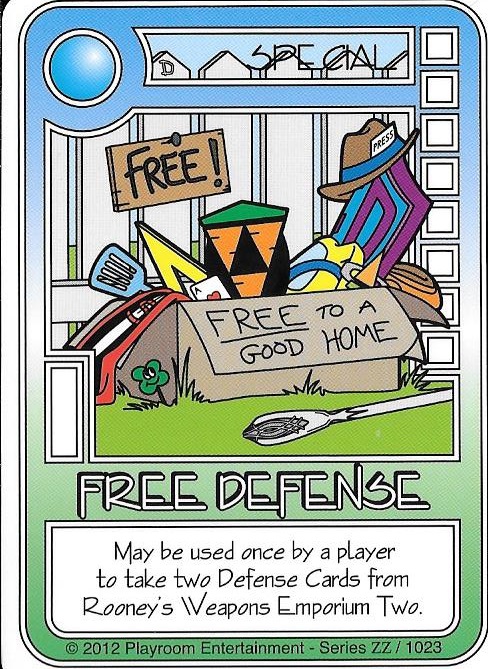 D SPECIAL
FREE!
PRESS
FREE TO A
GOOD HOME
FREE DEFENSE
May be used once by a player
to take two Defense Cards from
Rooney's Weapons Emporium Two.
© 2012 Playroom Entertainment - Series ZZ / 1023